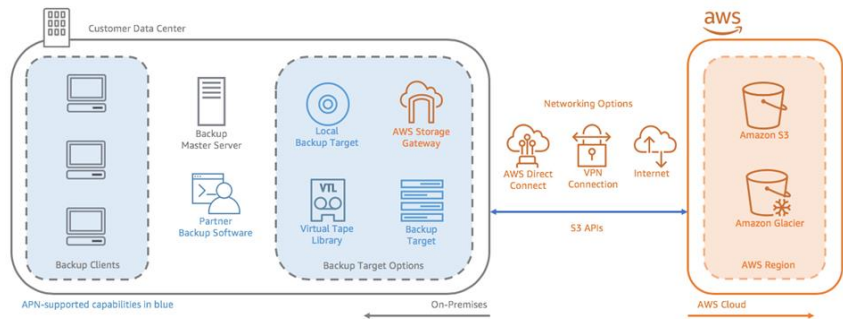 Customer Data Center
aws
Backup
Master Server
Partner
Backup Software
Local
Backup Target
AWS Storage
Gateway
VTL
Virtual Tape
Library
Backup
Target
Backup Clients
Backup Target Options
Networking Options
AWS Direct
Connect
VPN
Connection
Internet
S3 APIs
Amazon S3
Amazon Glacier
AWS Region
APN-supported capabilities in blue
On-Premises
AWS Cloud